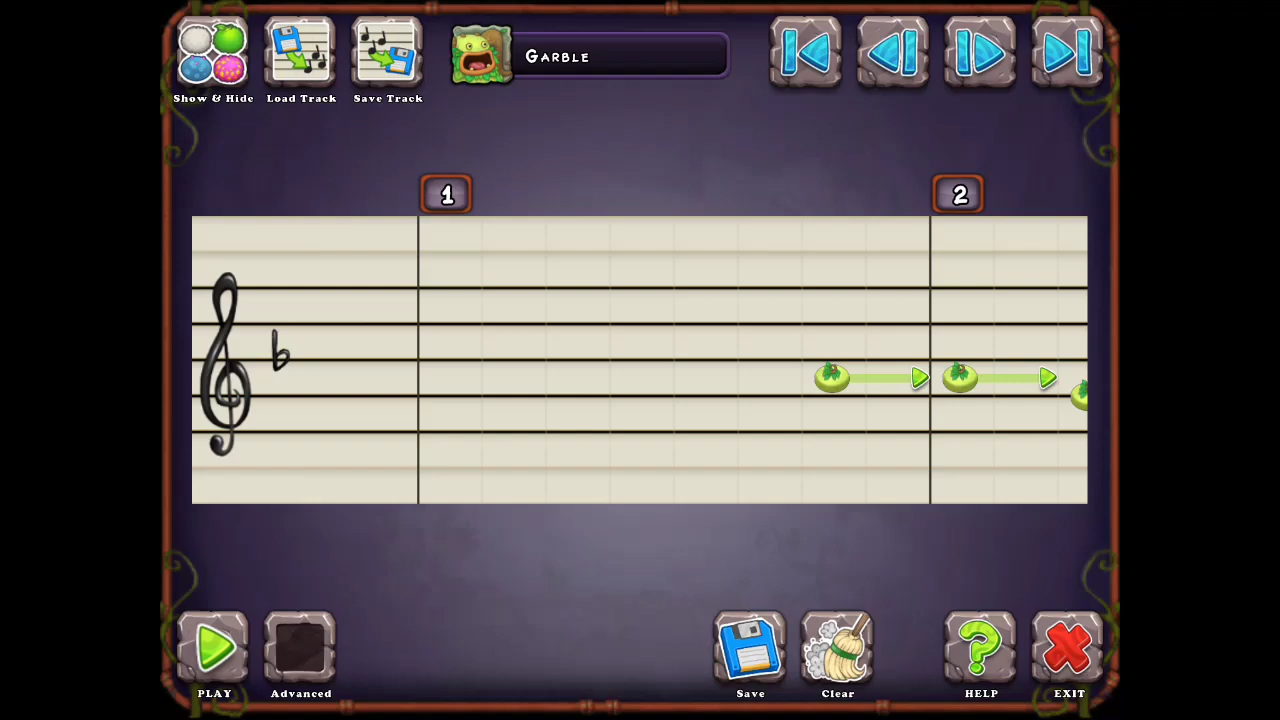 Garble
Show & Hide
Load Track
Save Track
1
2
PLAY
Advanced
Save
Clear
HELP
EXIT